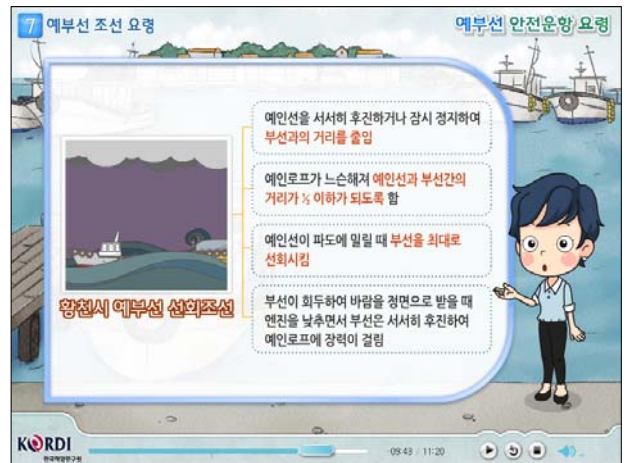 7 예부선 조선 요령
예부선 안전운항 요령
예인선을 서서히 후진하거나 잠시 정지하여
부선과의 거리를 줄임
예인로프가 느슨해져 예인선과 부선간의
거리가 ⅓ 이하가 되도록 함
예인선이 파도에 밀릴 때 부선을 최대로
선회시킴
황천시 예부선 선회조선
부선이 회두하여 바람을 정면으로 받을 때
엔진을 낮추면서 부선은 서서히 후진하여
예인로프에 장력이 걸림
KORDI
한국해양연구원
09:43 / 11:20